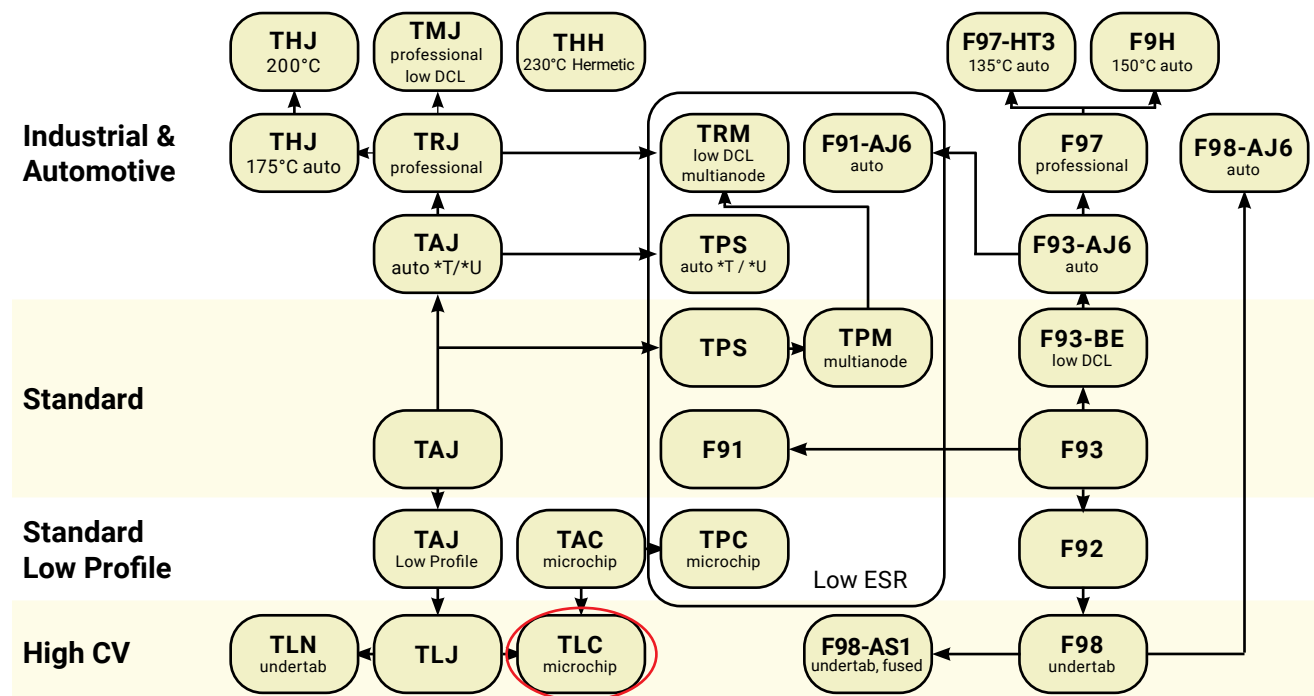 THJ
200°C
TMJ
professional
low DCL
THH
230°C Hermetic
F97-HT3
135°C auto
F9H
150°C auto
Industrial &
Automotive
THJ
175°C auto
TRJ
professional
TRM
low DCL
multianode
F91-AJ6
auto
F97
professional
F98-AJ6
auto
TAJ
auto *T/*U
TPS
auto *T / *U
F93-AJ6
auto
Standard
TPS
TPM
multianode
F93-BE
low DCL
TAJ
F91
F93
Standard
Low Profile
TAJ
Low Profile
TAC
microchip
TPC
microchip
Low ESR
F92
High CV
TLN
undertab
TLJ
TLC
microchip
F98-AS1
undertab, fused
F98
undertab